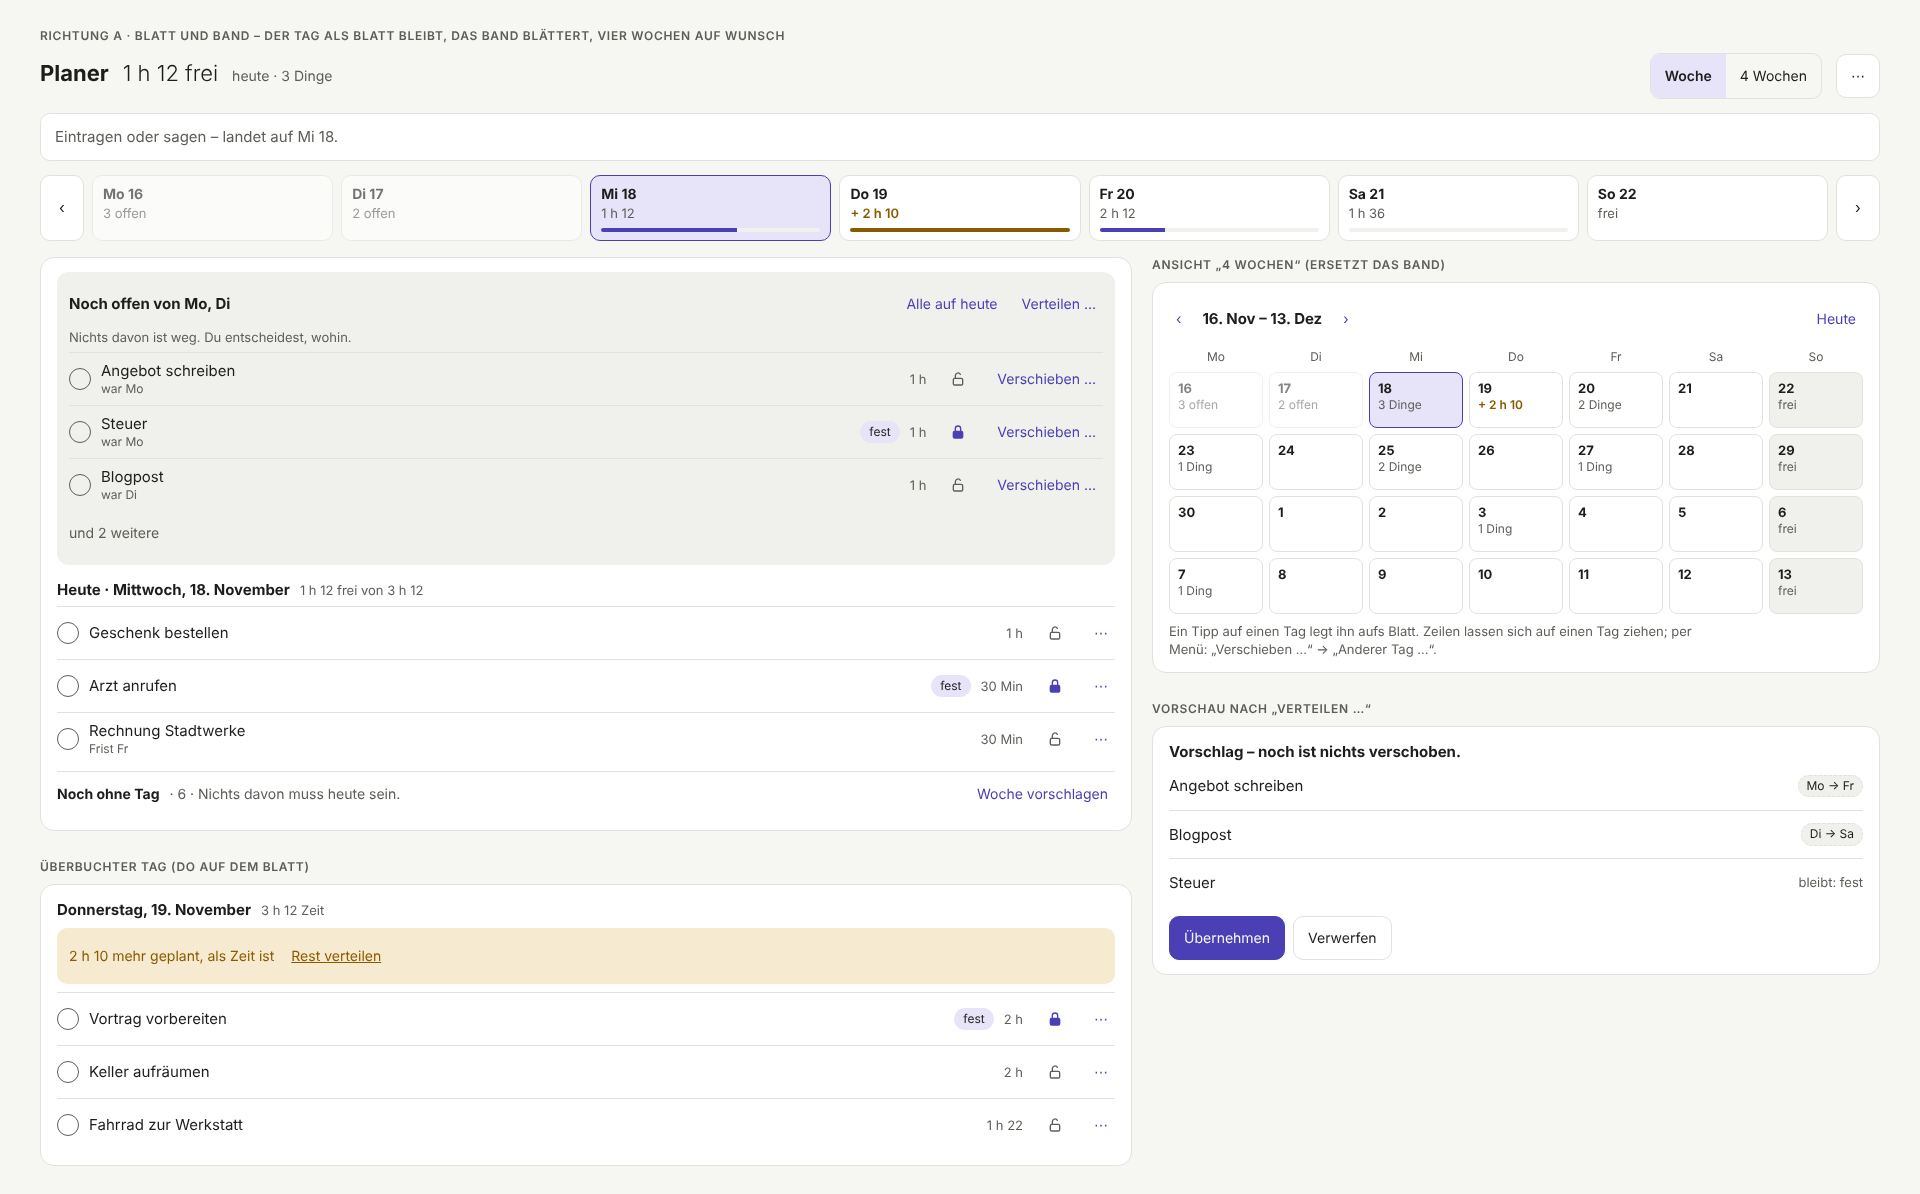 RICHTUNG A · BLATT UND BAND – DER TAG ALS BLATT BLEIBT, DAS BAND BLÄTTERT, VIER WOCHEN AUF WUNSCH
Planer 1 h 12 frei heute · 3 Dinge
Woche 4 Wochen ···
Eintragen oder sagen – landet auf Mi 18.
‹
Mo 16
3 offen
Di 17
2 offen
Mi 18
1 h 12
Do 19
+ 2 h 10
Fr 20
2 h 12
Sa 21
1 h 36
So 22
frei
›
Noch offen von Mo, Di Alle auf heute Verteilen …
Nichts davon ist weg. Du entscheidest, wohin.
Angebot schreiben 1 h Verschieben …
war Mo
Steuer fest 1 h Verschieben …
war Mo
Blogpost 1 h Verschieben …
war Di
und 2 weitere
Heute · Mittwoch, 18. November 1 h 12 frei von 3 h 12
Geschenk bestellen 1 h ···
Arzt anrufen fest 30 Min ···
Rechnung Stadtwerke 30 Min ···
Frist Fr
Noch ohne Tag · 6 · Nichts davon muss heute sein. Woche vorschlagen
ÜBERBUCHTER TAG (DO AUF DEM BLATT)
Donnerstag, 19. November 3 h 12 Zeit
2 h 10 mehr geplant, als Zeit ist Rest verteilen
Vortrag vorbereiten fest 2 h ···
Keller aufräumen 2 h ···
Fahrrad zur Werkstatt 1 h 22 ···
ANSICHT „4 WOCHEN“ (ERSETZT DAS BAND)
‹ 16. Nov – 13. Dez › Heute
Mo Di Mi Do Fr Sa So
16 17 18 19 20 21 22
3 offen 2 offen 3 Dinge + 2 h 10 2 Dinge frei
23 24 25 26 27 28 29
1 Ding 2 Dinge 1 Ding frei
30 1 2 3 4 5 6
1 Ding frei
7 8 9 10 11 12 13
1 Ding frei
Ein Tipp auf einen Tag legt ihn aufs Blatt. Zeilen lassen sich auf einen Tag ziehen; per
Menü: „Verschieben …“ → „Anderer Tag …“.
VORSCHAU NACH „VERTEILEN …“
Vorschlag – noch ist nichts verschoben.
Angebot schreiben Mo → Fr
Blogpost Di → Sa
Steuer bleibt: fest
Übernehmen Verwerfen